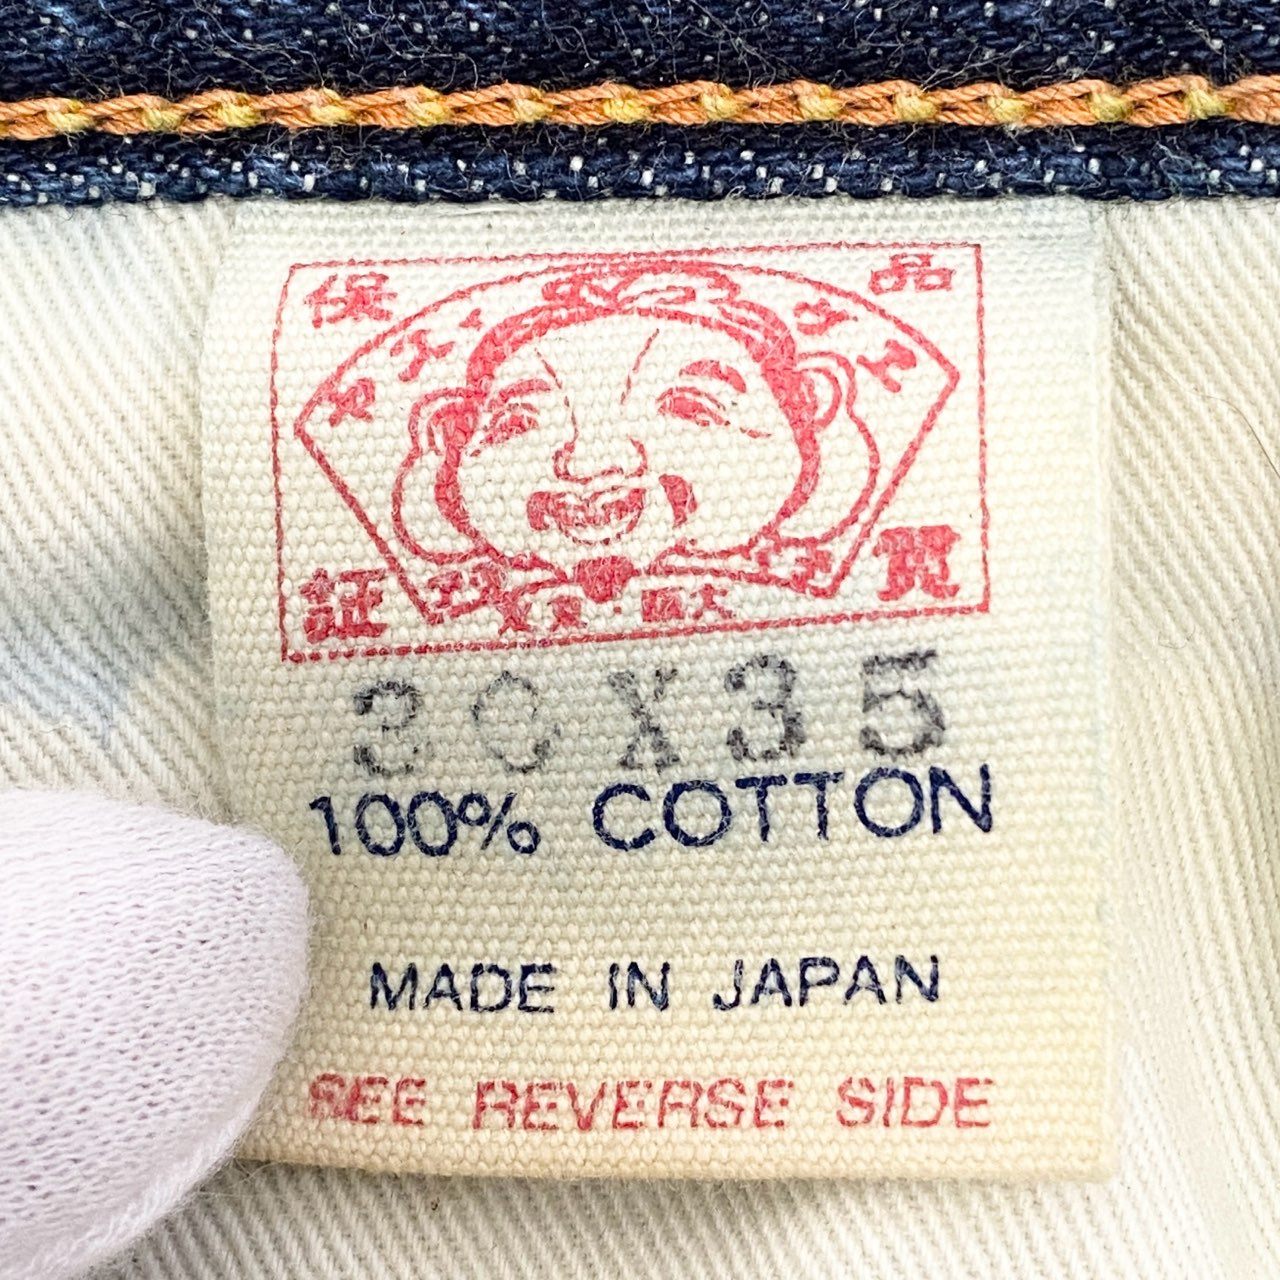 品質
保証
30X35
100% COTTON
MADE IN JAPAN
SEE REVERSE SIDE